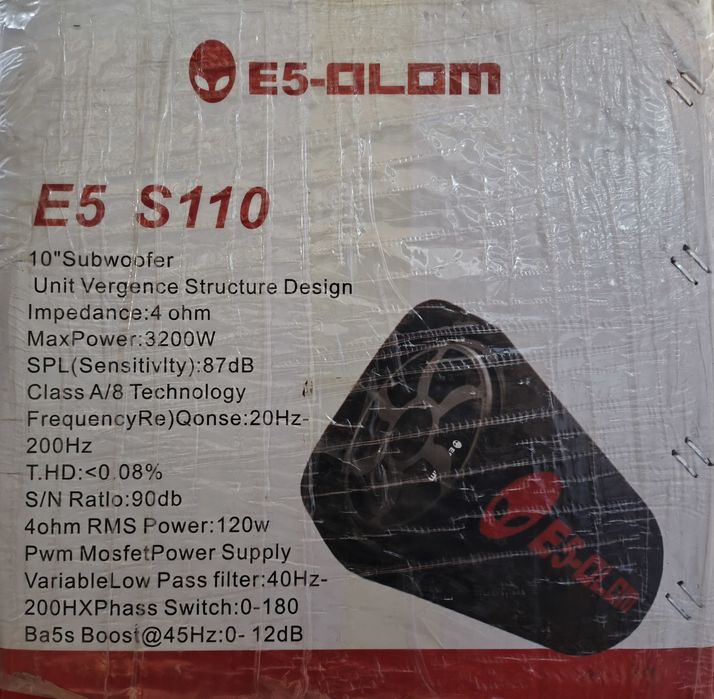 E5-OLOM
E5 S110
10"Subwoofer
Unit Vergence Structure Design
Impedance:4 ohm
MaxPower:3200W
SPL(Sensitivlty):87dB
Class A/8 Technology
FrequencyRe)Qonse:20Hz-
200Hz
T.HD:<0.08%
S/N Ratlo:90db
4ohm RMS Power:120w
Pwm MosfetPower Supply
VariableLow Pass filter:40Hz-
200HXPhass Switch:0-180
Ba5s Boost@45Hz:0- 12dB
E5-OLOM